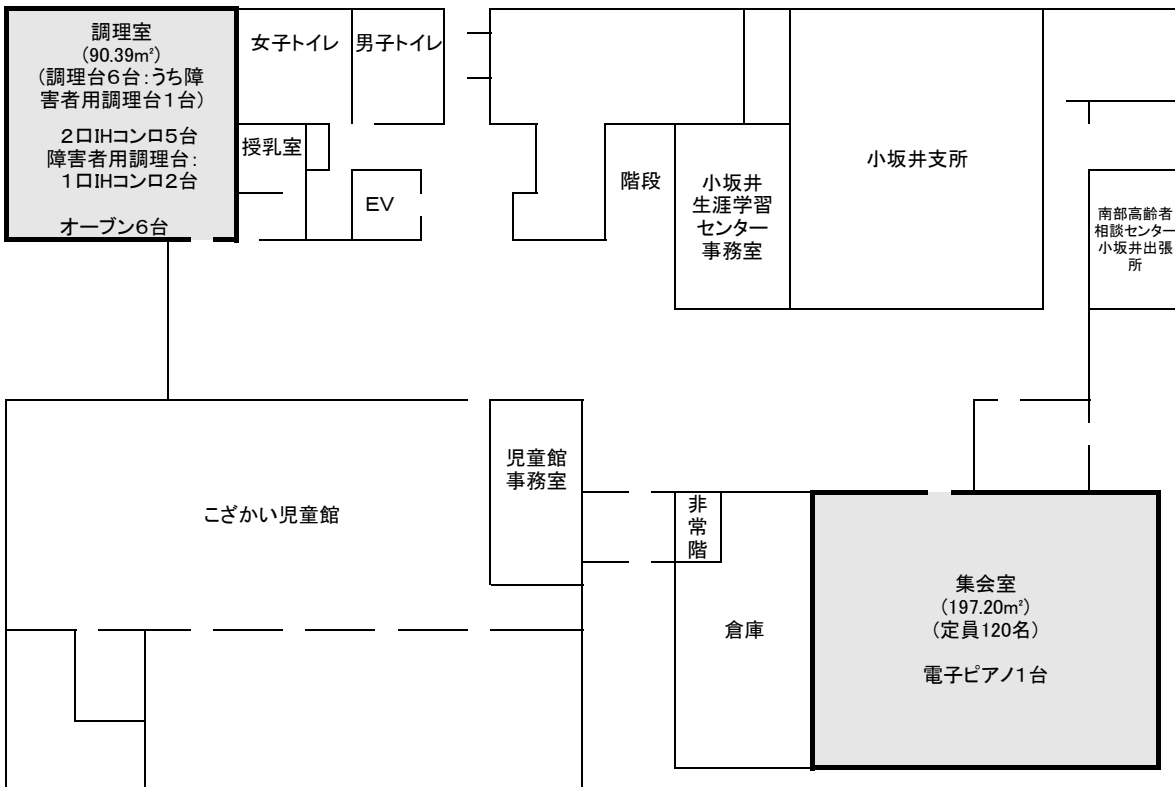 調理室
(90.39㎡)
(調理台6台:うち障
害者用調理台1台)
2口IHコンロ5台
障害者用調理台:
1口IHコンロ2台
オーブン6台
女子トイレ
男子トイレ
授乳室
EV
階段
小坂井
生涯学習
センター
事務室
小坂井支所
南部高齢者
相談センター
小坂井出張
所
児童館
事務室
こざかい児童館
非
常
階
倉庫
集会室
(197.20㎡)
(定員120名)
電子ピアノ1台